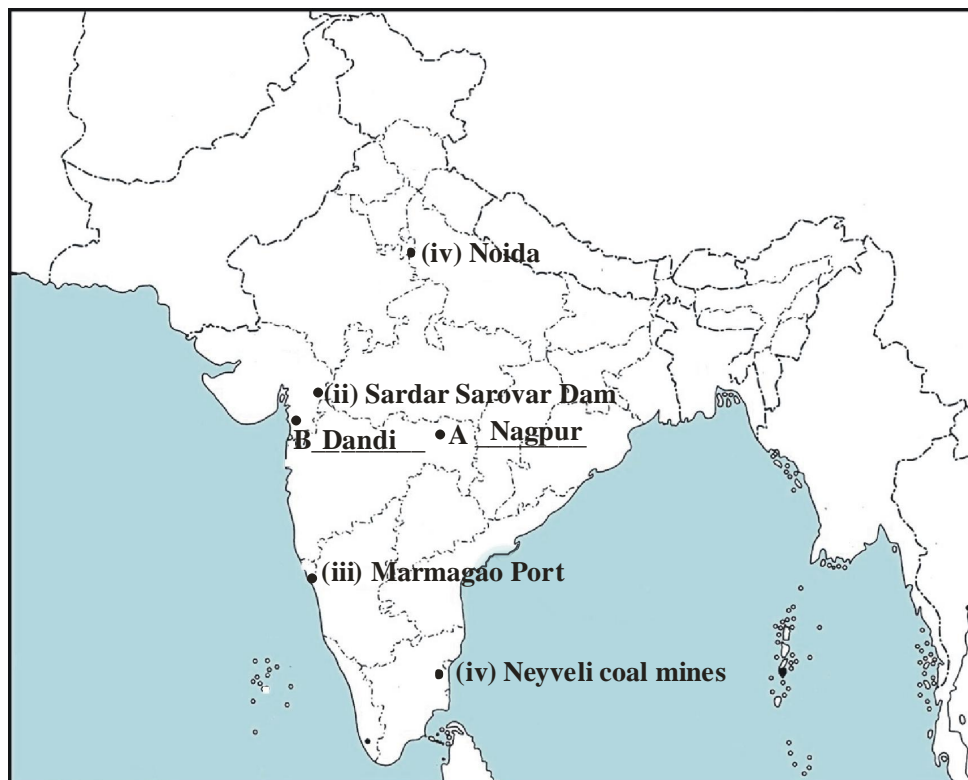 (iv) Noida
(ii) Sardar Sarovar Dam
A Nagpur
B Dandi
(iii) Marmagao Port
(iv) Neyveli coal mines